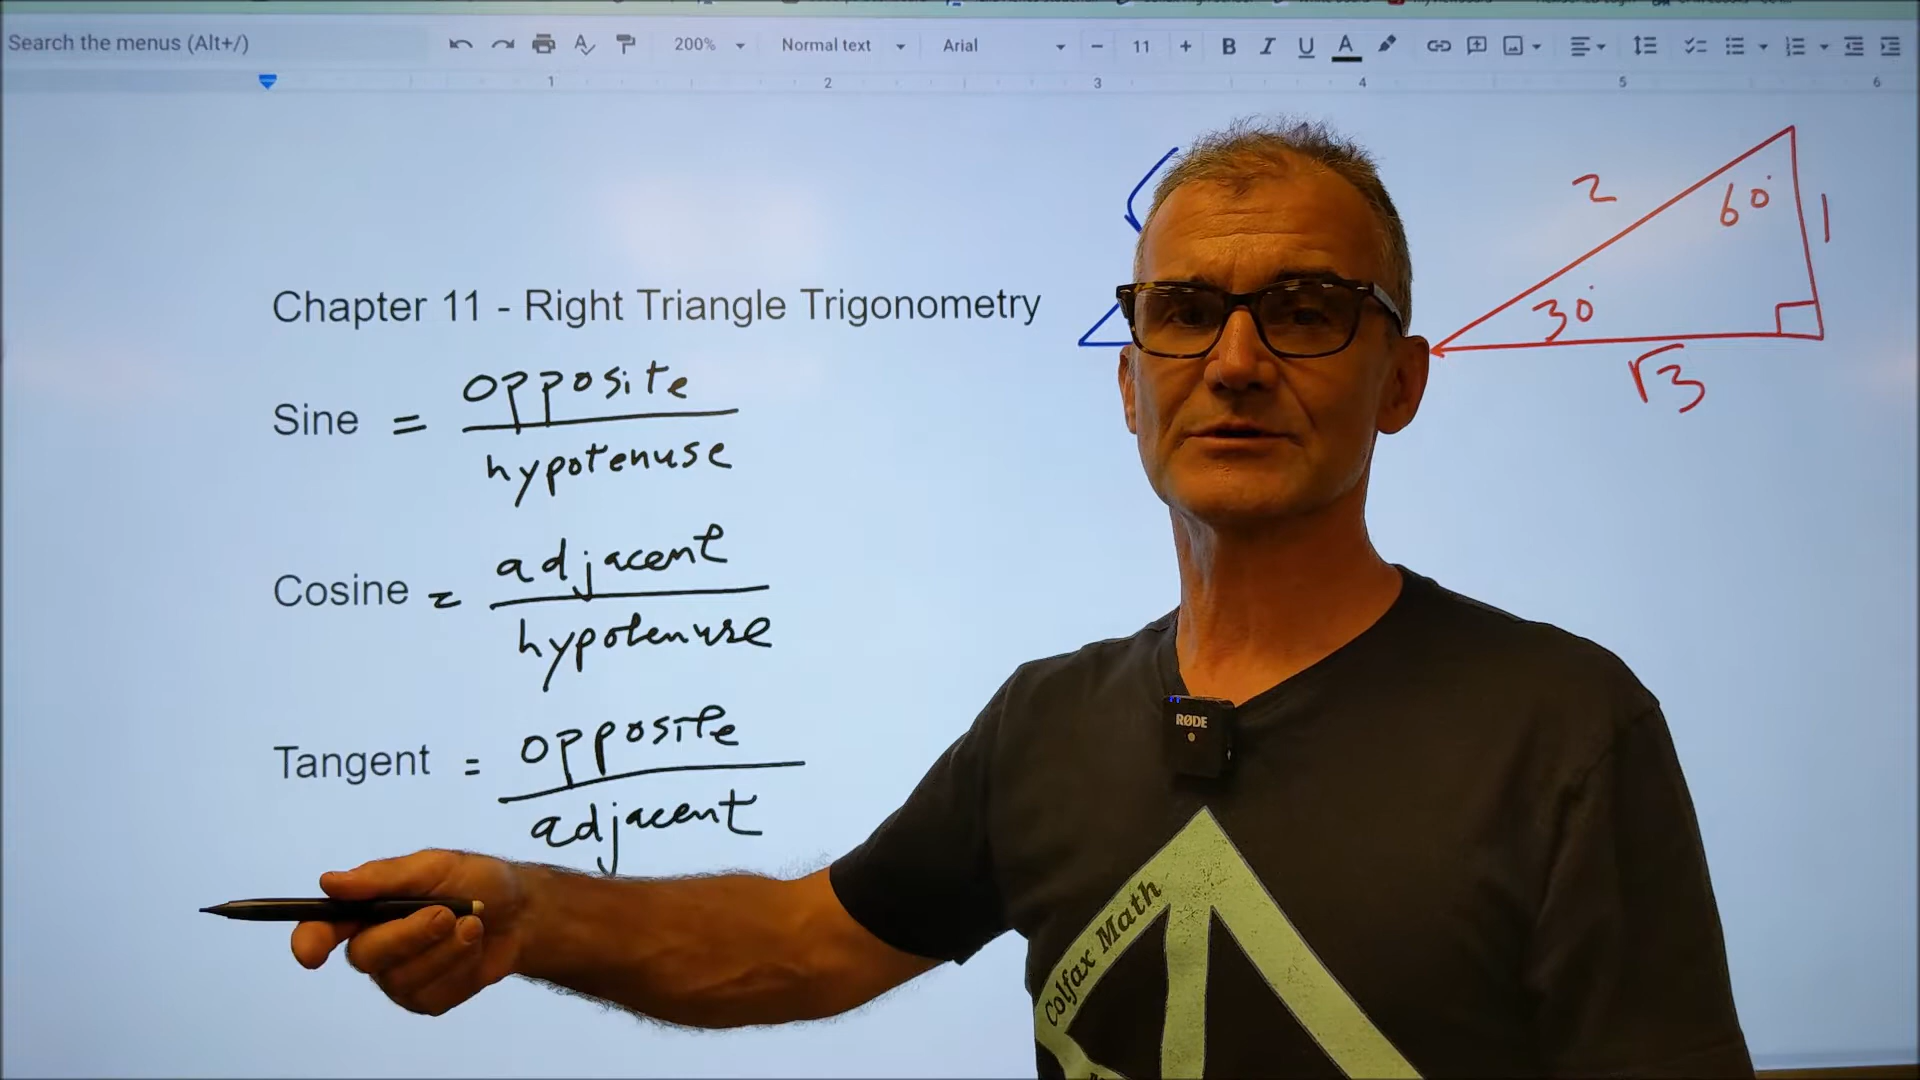 Search the menus (Alt+/)
200% Normal text Arial – 11 + B I U A
1 2 3 4 5 6
2
60°
1
30°
√3
Chapter 11 - Right Triangle Trigonometry
Sine = opposite
hypotenuse
Cosine = adjacent
hypotenuse
Tangent = opposite
adjacent
RØDE
Colfax Math